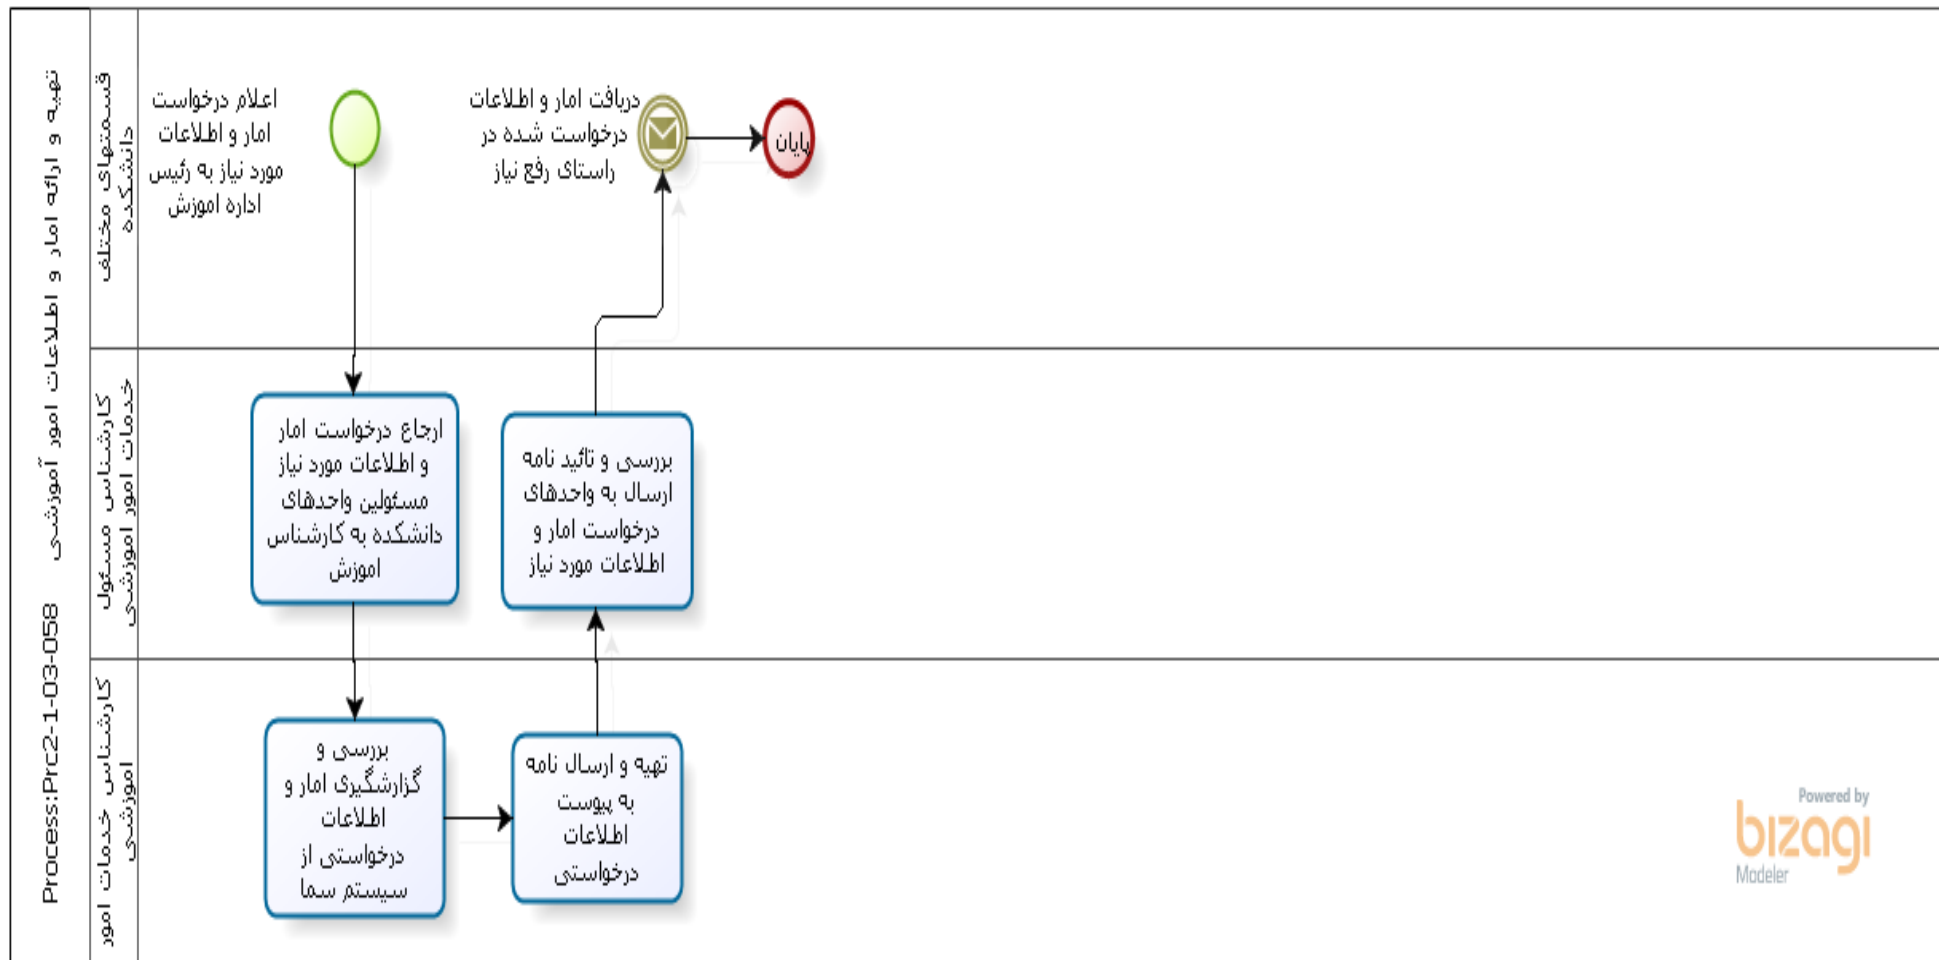 Process:Prc2-1-03-058 تهیه و ارائه امار و اطلاعات امور آموزشی
قسمتهای مختلف
دانشکده
اعلام درخواست
امار و اطلاعات
مورد نیاز به رئیس
اداره اموزش
دریافت امار و اطلاعات
درخواست شده در
راستای رفع نیاز
پایان
کارشناس مسئول
خدمات امور اموزشی
ارجاع درخواست امار
و اطلاعات مورد نیاز
مسئولین واحدهای
دانشکده به کارشناس
اموزش
بررسی و تائید نامه
ارسال به واحدهای
درخواست امار و
اطلاعات مورد نیاز
کارشناس خدمات امور
اموزشی
بررسی و
گزارشگیری امار و
اطلاعات
درخواستی از
سیستم سما
تهیه و ارسال نامه
به پیوست
اطلاعات
درخواستی
Powered by
bizagi
Modeler